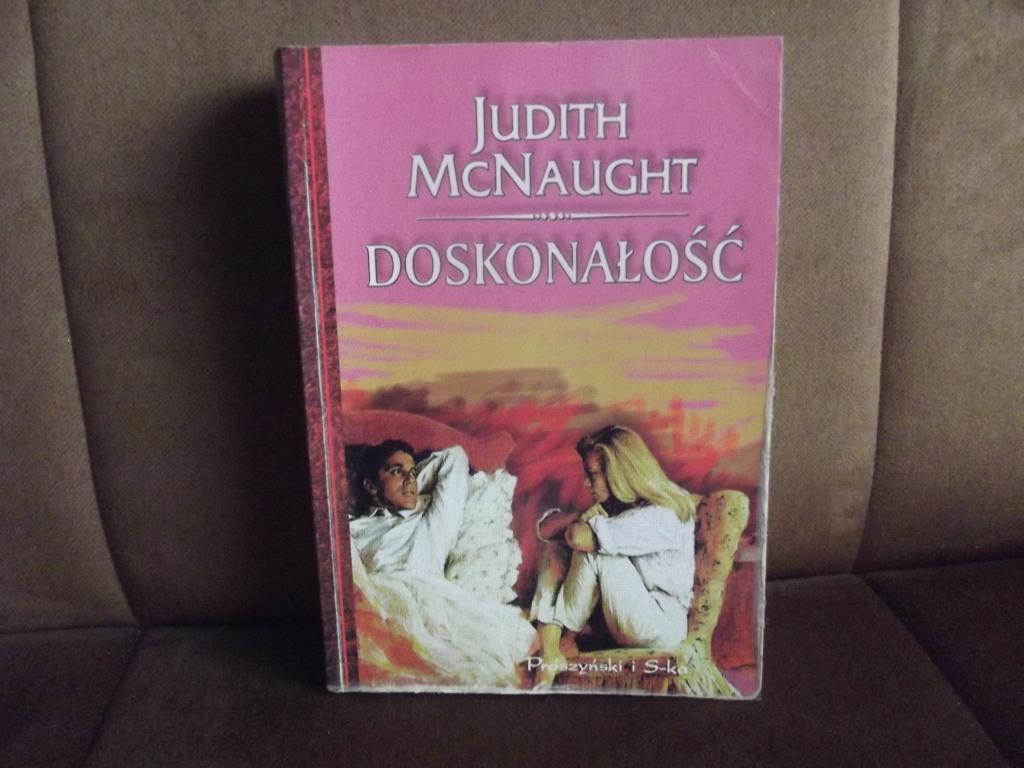 JUDITH
MCNAUGHT
DOSKONAŁOŚĆ
Prószyński i S-ka